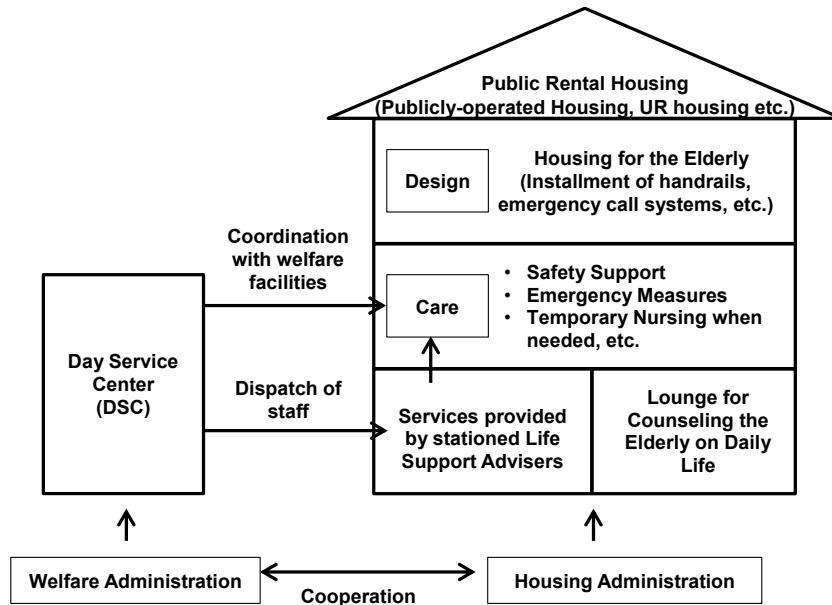 Public Rental Housing
(Publicly-operated Housing, UR housing etc.)
Design
Housing for the Elderly
(Installment of handrails,
emergency call systems, etc.)
Coordination
with welfare
facilities
Care
• Safety Support
• Emergency Measures
• Temporary Nursing when
needed, etc.
Day Service
Center
(DSC)
Dispatch of
staff
Services provided
by stationed Life
Support Advisers
Lounge for
Counseling the
Elderly on Daily
Life
Welfare Administration
Cooperation
Housing Administration